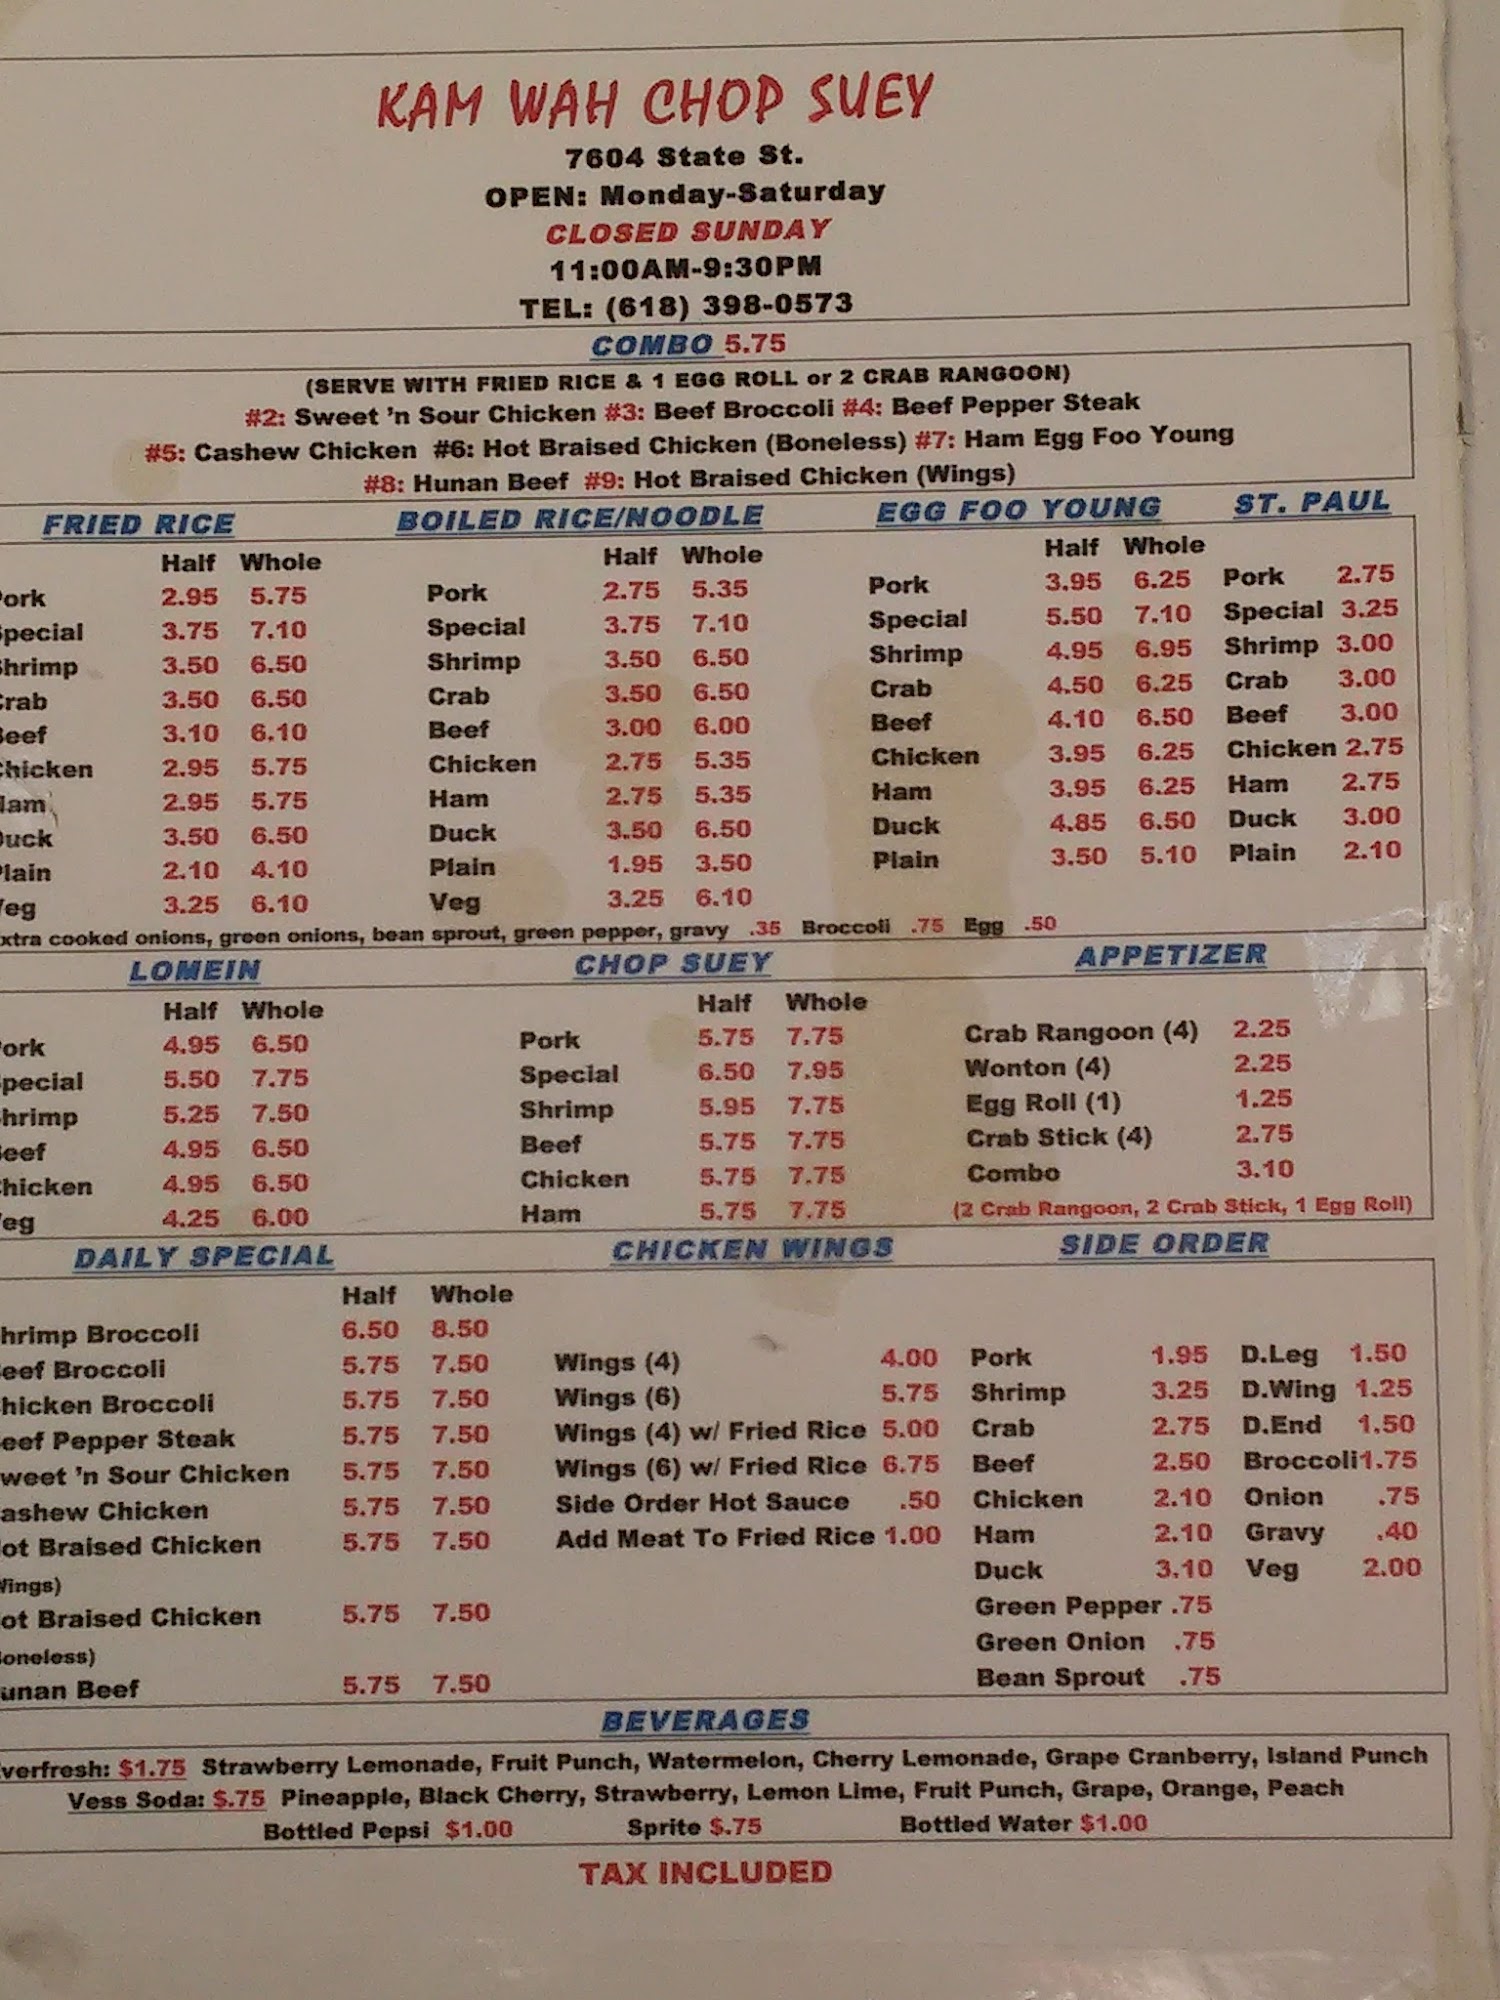 KAM WAH CHOP SUEY
7604 State St.
OPEN: Monday-Saturday
CLOSED SUNDAY
11:00AM-9:30PM
TEL: (618) 398-0573
COMBO 5.75
(SERVE WITH FRIED RICE & 1 EGG ROLL or 2 CRAB RANGOON)
#2: Sweet 'n Sour Chicken #3: Beef Broccoli #4: Beef Pepper Steak
#5: Cashew Chicken #6: Hot Braised Chicken (Boneless) #7: Ham Egg Foo Young
#8: Hunan Beef #9: Hot Braised Chicken (Wings)
FRIED RICE
Half Whole
ork 2.95 5.75
pecial 3.75 7.10
hrimp 3.50 6.50
rab 3.50 6.50
eef 3.10 6.10
hicken 2.95 5.75
am 2.95 5.75
uck 3.50 6.50
lain 2.10 4.10
eg 3.25 6.10
BOILED RICE/NOODLE
Half Whole
Pork 2.75 5.35
Special 3.75 7.10
Shrimp 3.50 6.50
Crab 3.50 6.50
Beef 3.00 6.00
Chicken 2.75 5.35
Ham 2.75 5.35
Duck 3.50 6.50
Plain 1.95 3.50
Veg 3.25 6.10
EGG FOO YOUNG
Half Whole
Pork 3.95 6.25
Special 5.50 7.10
Shrimp 4.95 6.95
Crab 4.50 6.25
Beef 4.10 6.50
Chicken 3.95 6.25
Ham 3.95 6.25
Duck 4.85 6.50
Plain 3.50 5.10
ST. PAUL
Pork 2.75
Special 3.25
Shrimp 3.00
Crab 3.00
Beef 3.00
Chicken 2.75
Ham 2.75
Duck 3.00
Plain 2.10
xtra cooked onions, green onions, bean sprout, green pepper, gravy .35 Broccoli .75 Egg .50
LOMEIN
Half Whole
ork 4.95 6.50
pecial 5.50 7.75
hrimp 5.25 7.50
eef 4.95 6.50
hicken 4.95 6.50
eg 4.25 6.00
CHOP SUEY
Half Whole
Pork 5.75 7.75
Special 6.50 7.95
Shrimp 5.95 7.75
Beef 5.75 7.75
Chicken 5.75 7.75
Ham 5.75 7.75
APPETIZER
Crab Rangoon (4) 2.25
Wonton (4) 2.25
Egg Roll (1) 1.25
Crab Stick (4) 2.75
Combo 3.10
(2 Crab Rangoon, 2 Crab Stick, 1 Egg Roll)
DAILY SPECIAL
Half Whole
hrimp Broccoli 6.50 8.50
eef Broccoli 5.75 7.50
hicken Broccoli 5.75 7.50
eef Pepper Steak 5.75 7.50
weet 'n Sour Chicken 5.75 7.50
ashew Chicken 5.75 7.50
ot Braised Chicken 5.75 7.50
Wings)
ot Braised Chicken 5.75 7.50
oneless)
unan Beef 5.75 7.50
CHICKEN WINGS
Wings (4) 4.00
Wings (6) 5.75
Wings (4) w/ Fried Rice 5.00
Wings (6) w/ Fried Rice 6.75
Side Order Hot Sauce .50
Add Meat To Fried Rice 1.00
SIDE ORDER
Pork 1.95 D.Leg 1.50
Shrimp 3.25 D.Wing 1.25
Crab 2.75 D.End 1.50
Beef 2.50 Broccoli1.75
Chicken 2.10 Onion .75
Ham 2.10 Gravy .40
Duck 3.10 Veg 2.00
Green Pepper .75
Green Onion .75
Bean Sprout .75
BEVERAGES
verfresh: $1.75 Strawberry Lemonade, Fruit Punch, Watermelon, Cherry Lemonade, Grape Cranberry, Island Punch
Vess Soda: $.75 Pineapple, Black Cherry, Strawberry, Lemon Lime, Fruit Punch, Grape, Orange, Peach
Bottled Pepsi $1.00 Sprite $.75 Bottled Water $1.00
TAX INCLUDED